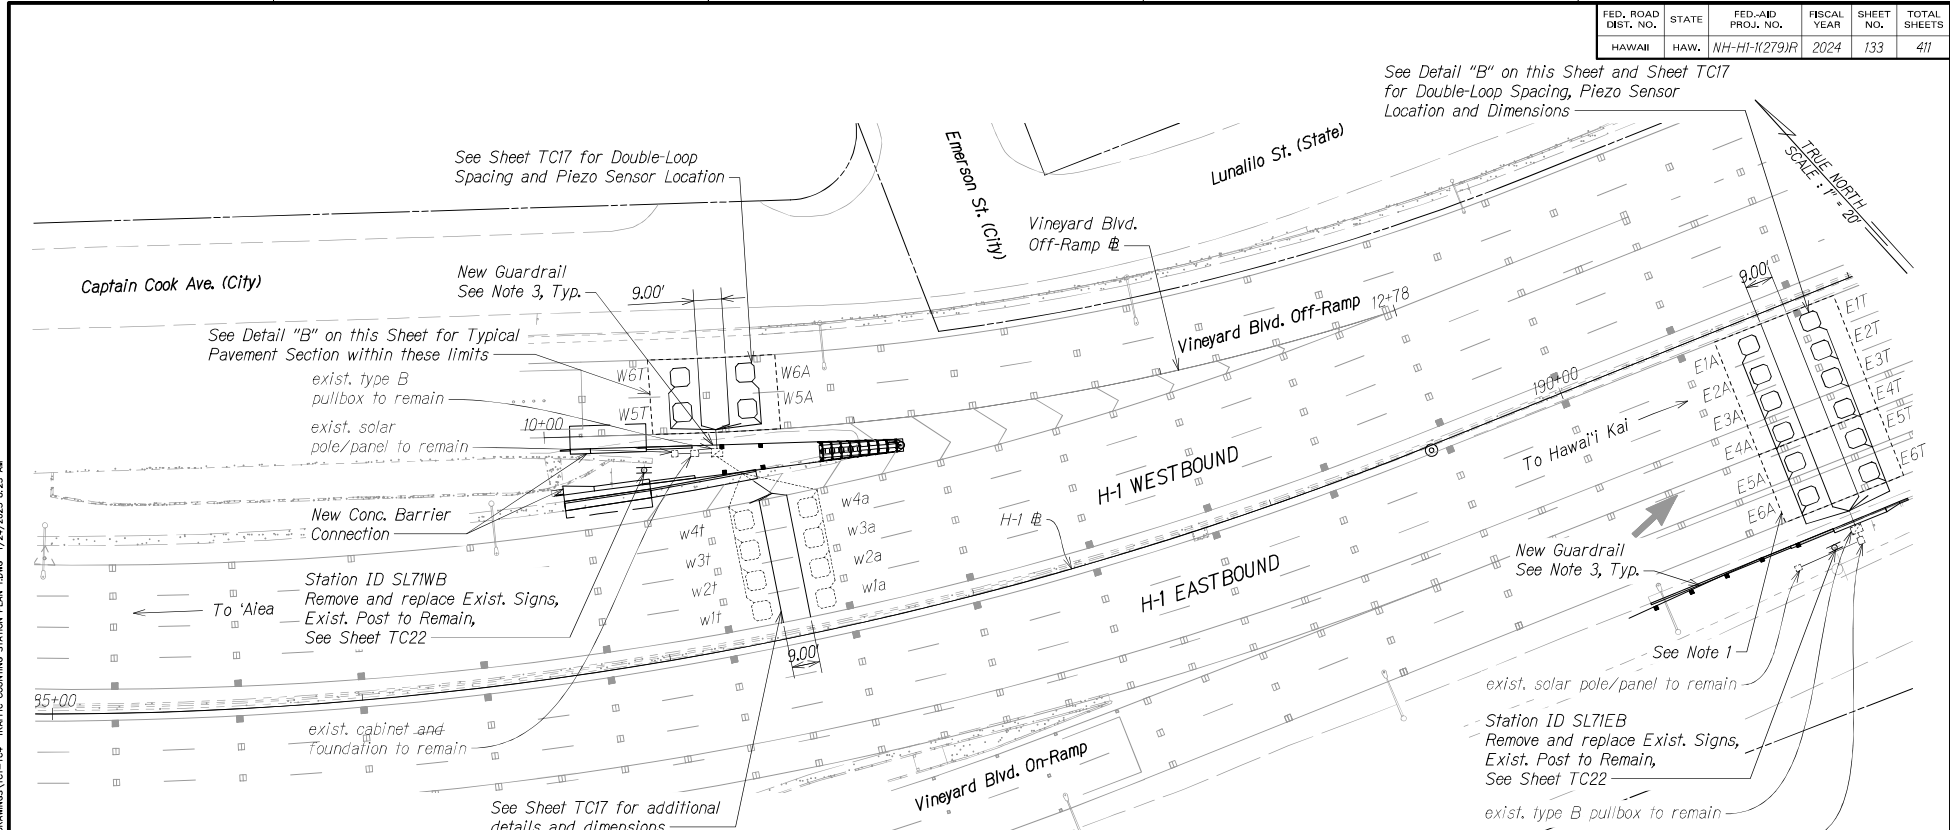 FED. ROAD DIST. NO.
STATE
FED.-AID PROJ. NO.
FISCAL YEAR
SHEET NO.
TOTAL SHEETS
HAWAII
HAW.
NH-H1-1(279)R
2024
133
411
See Detail "B" on this Sheet and Sheet TC17
for Double-Loop Spacing, Piezo Sensor
Location and Dimensions
TRUE NORTH
SCALE : 1" = 20'
See Sheet TC17 for Double-Loop
Spacing and Piezo Sensor Location
Emerson St. (City)
Lunalilo St. (State)
Vineyard Blvd.
Off-Ramp ℄
Captain Cook Ave. (City)
New Guardrail
See Note 3, Typ.
9.00'
12+78
Vineyard Blvd. Off-Ramp
9.00'
See Detail "B" on this Sheet for Typical
Pavement Section within these limits
exist. type B
pullbox to remain
exist. solar
pole/panel to remain
10+00
W6T
W5T
W6A
W5A
190+00
E1T
E2T
E3T
E4T
E5T
E6T
E1A
E2A
E3A
E4A
E5A
E6A
To Hawai'i Kai
H-1 WESTBOUND
H-1 ℄
H-1 EASTBOUND
New Conc. Barrier
Connection
w4t
w3t
w2t
w1t
w4a
w3a
w2a
w1a
9.00'
Station ID SL71WB
Remove and replace Exist. Signs,
Exist. Post to Remain,
See Sheet TC22
To 'Aiea
85+00
exist. cabinet and
foundation to remain
New Guardrail
See Note 3, Typ.
See Note 1
exist. solar pole/panel to remain
Station ID SL71EB
Remove and replace Exist. Signs,
Exist. Post to Remain,
See Sheet TC22
exist. type B pullbox to remain
Vineyard Blvd. On-Ramp
See Sheet TC17 for additional
details and dimensions